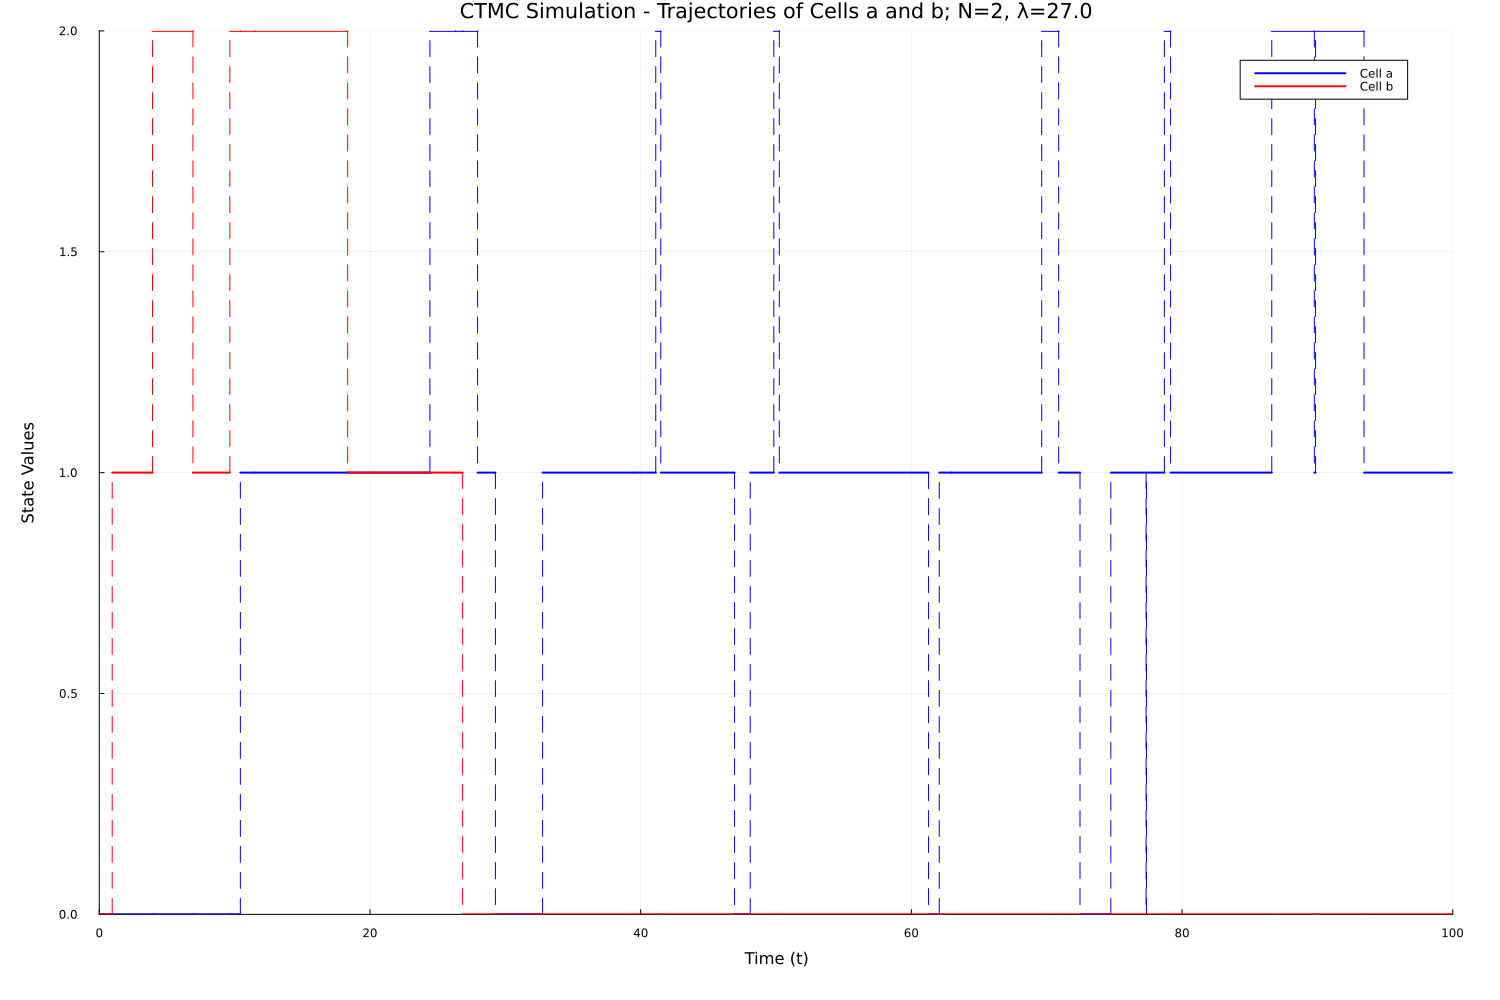 CTMC Simulation - Trajectories of Cells a and b; N=2, λ=27.0
2.0
Cell a
Cell b
1.5
1.0
State Values
0.5
0.0
0 20 40 60 80 100
Time (t)